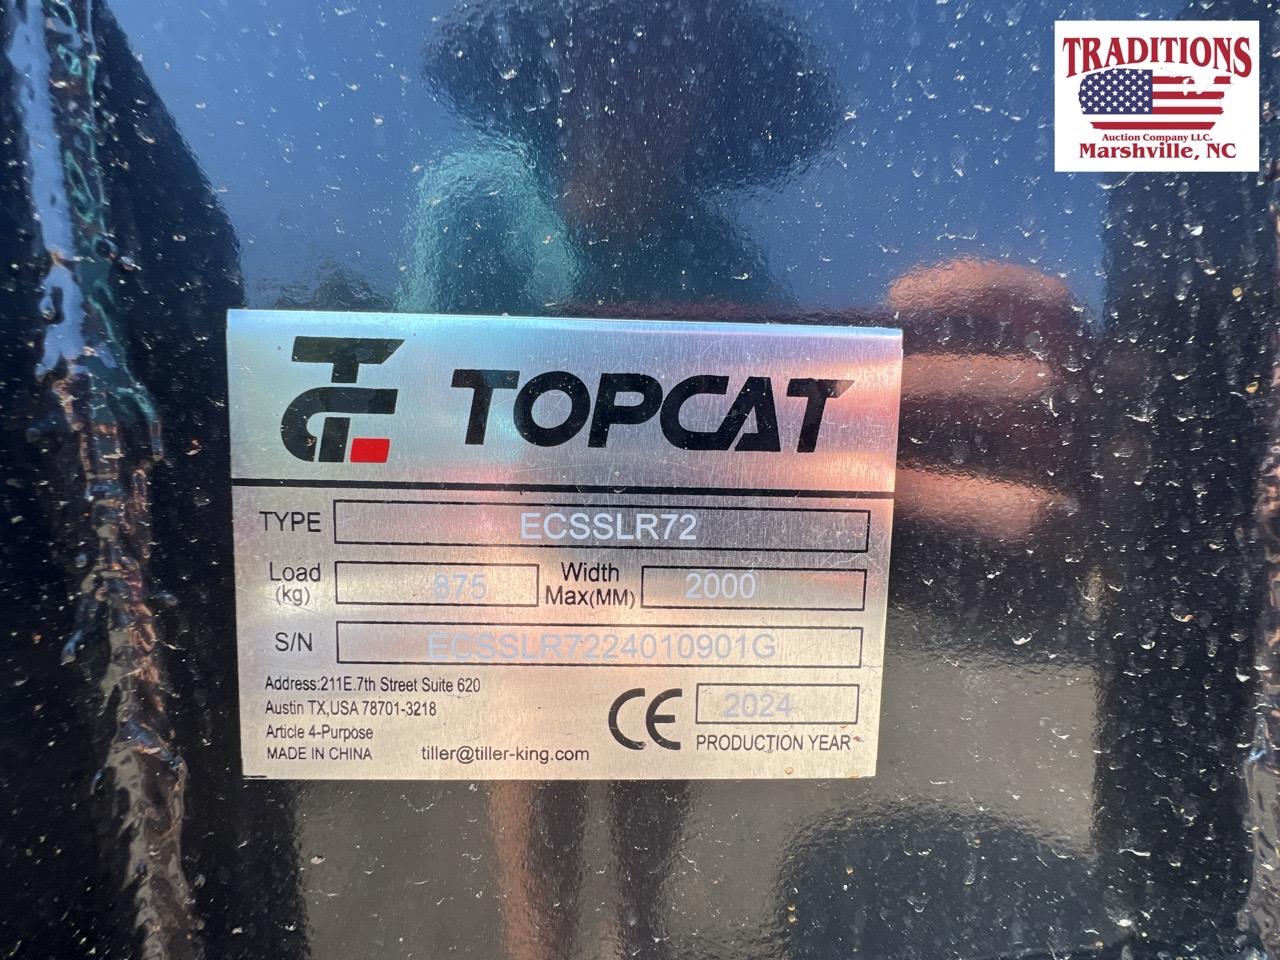 TRADITIONS
Auction Company LLC.
Marshville, NC
TOPCAT
TYPE ECSSLR72
Load (kg) 875 Width Max(MM) 2000
S/N ECSSLR7224010901G
Address:211E.7th Street Suite 620
Austin TX,USA 78701-3218
Article 4-Purpose
MADE IN CHINA tiller@tiller-king.com
CE 2024
PRODUCTION YEAR